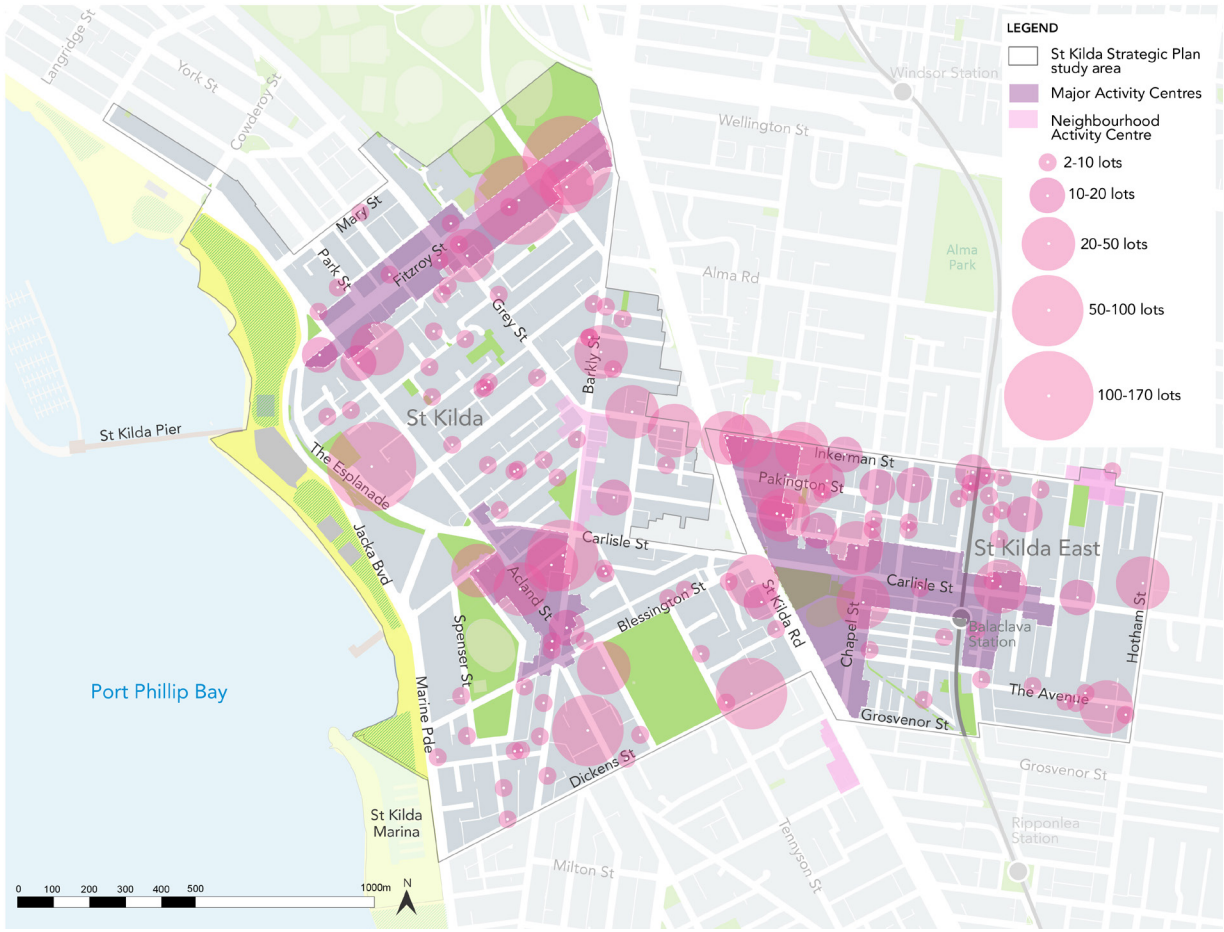 LEGEND
St Kilda Strategic Plan
study area
Major Activity Centres
Neighbourhood
Activity Centre
2-10 lots
10-20 lots
20-50 lots
50-100 lots
100-170 lots
Langridge St
York St
Cowderoy St
Windsor Station
Wellington St
Mary St
Park St
Fitzroy St
Alma Rd
Alma
Park
Grey St
Barkly St
St Kilda
St Kilda Pier
The Esplanade
Jacka Bvd
Inkerman St
Pakington St
Carlisle St
St Kilda East
Carlisle St
Acland St
Blessington St
St Kilda Rd
Chapel St
Balaclava
Station
Hotham St
Spenser St
Port Phillip Bay
Marine Pde
The Avenue
Grosvenor St
Dickens St
Grosvenor St
St Kilda
Marina
Tennyson St
Ripponlea
Station
Milton St
0 100 200 300 400 500 1000m
N